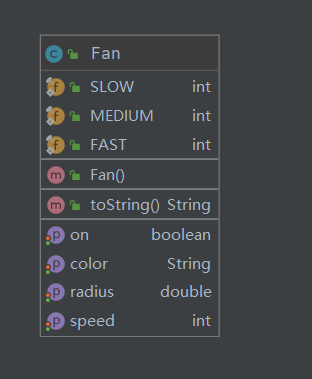 Fan
SLOW int
MEDIUM int
FAST int
Fan()
toString() String
on boolean
color String
radius double
speed int